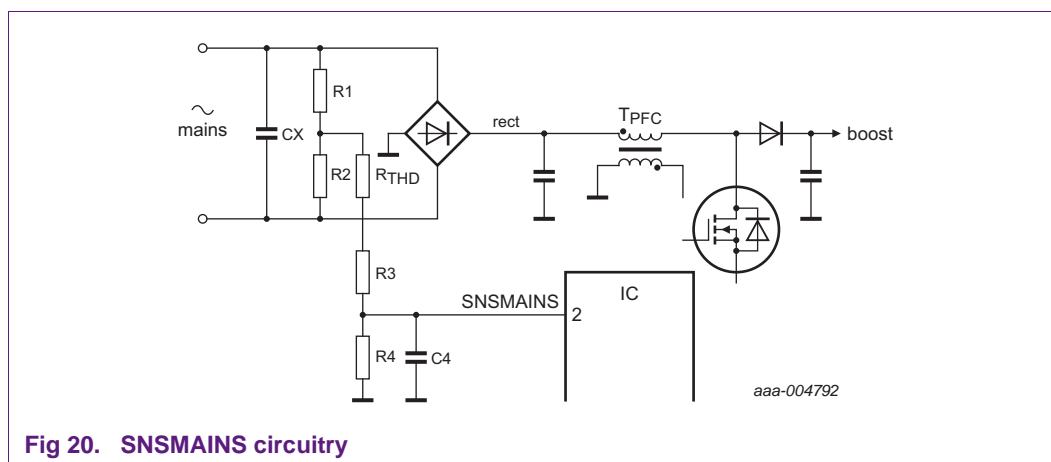 R1
TPFC
rect
boost
∼
mains
CX
R2
RTHD
R3
SNSMAINS
IC
2
R4
C4
aaa-004792
Fig 20. SNSMAINS circuitry